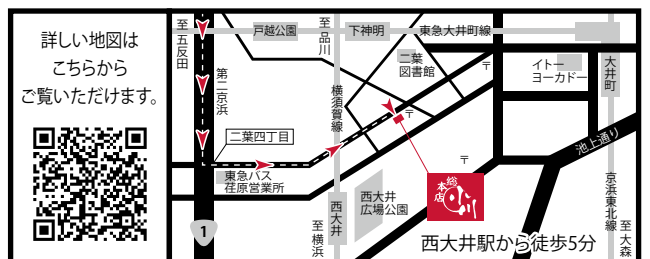 詳しい地図は
こちらから
ご覧いただけます。
至五反田
第二京浜
戸越公園
至品川
下神明
東急大井町線
二葉
図書館
〒
イトー
ヨーカドー
大井町
横須賀線
〒
二葉四丁目
池上通り
東急バス
荏原営業所
〒
西大井
西大井
広場公園
総本店
小川
京浜東北線
1
至横浜
西大井駅から徒歩5分
至大森